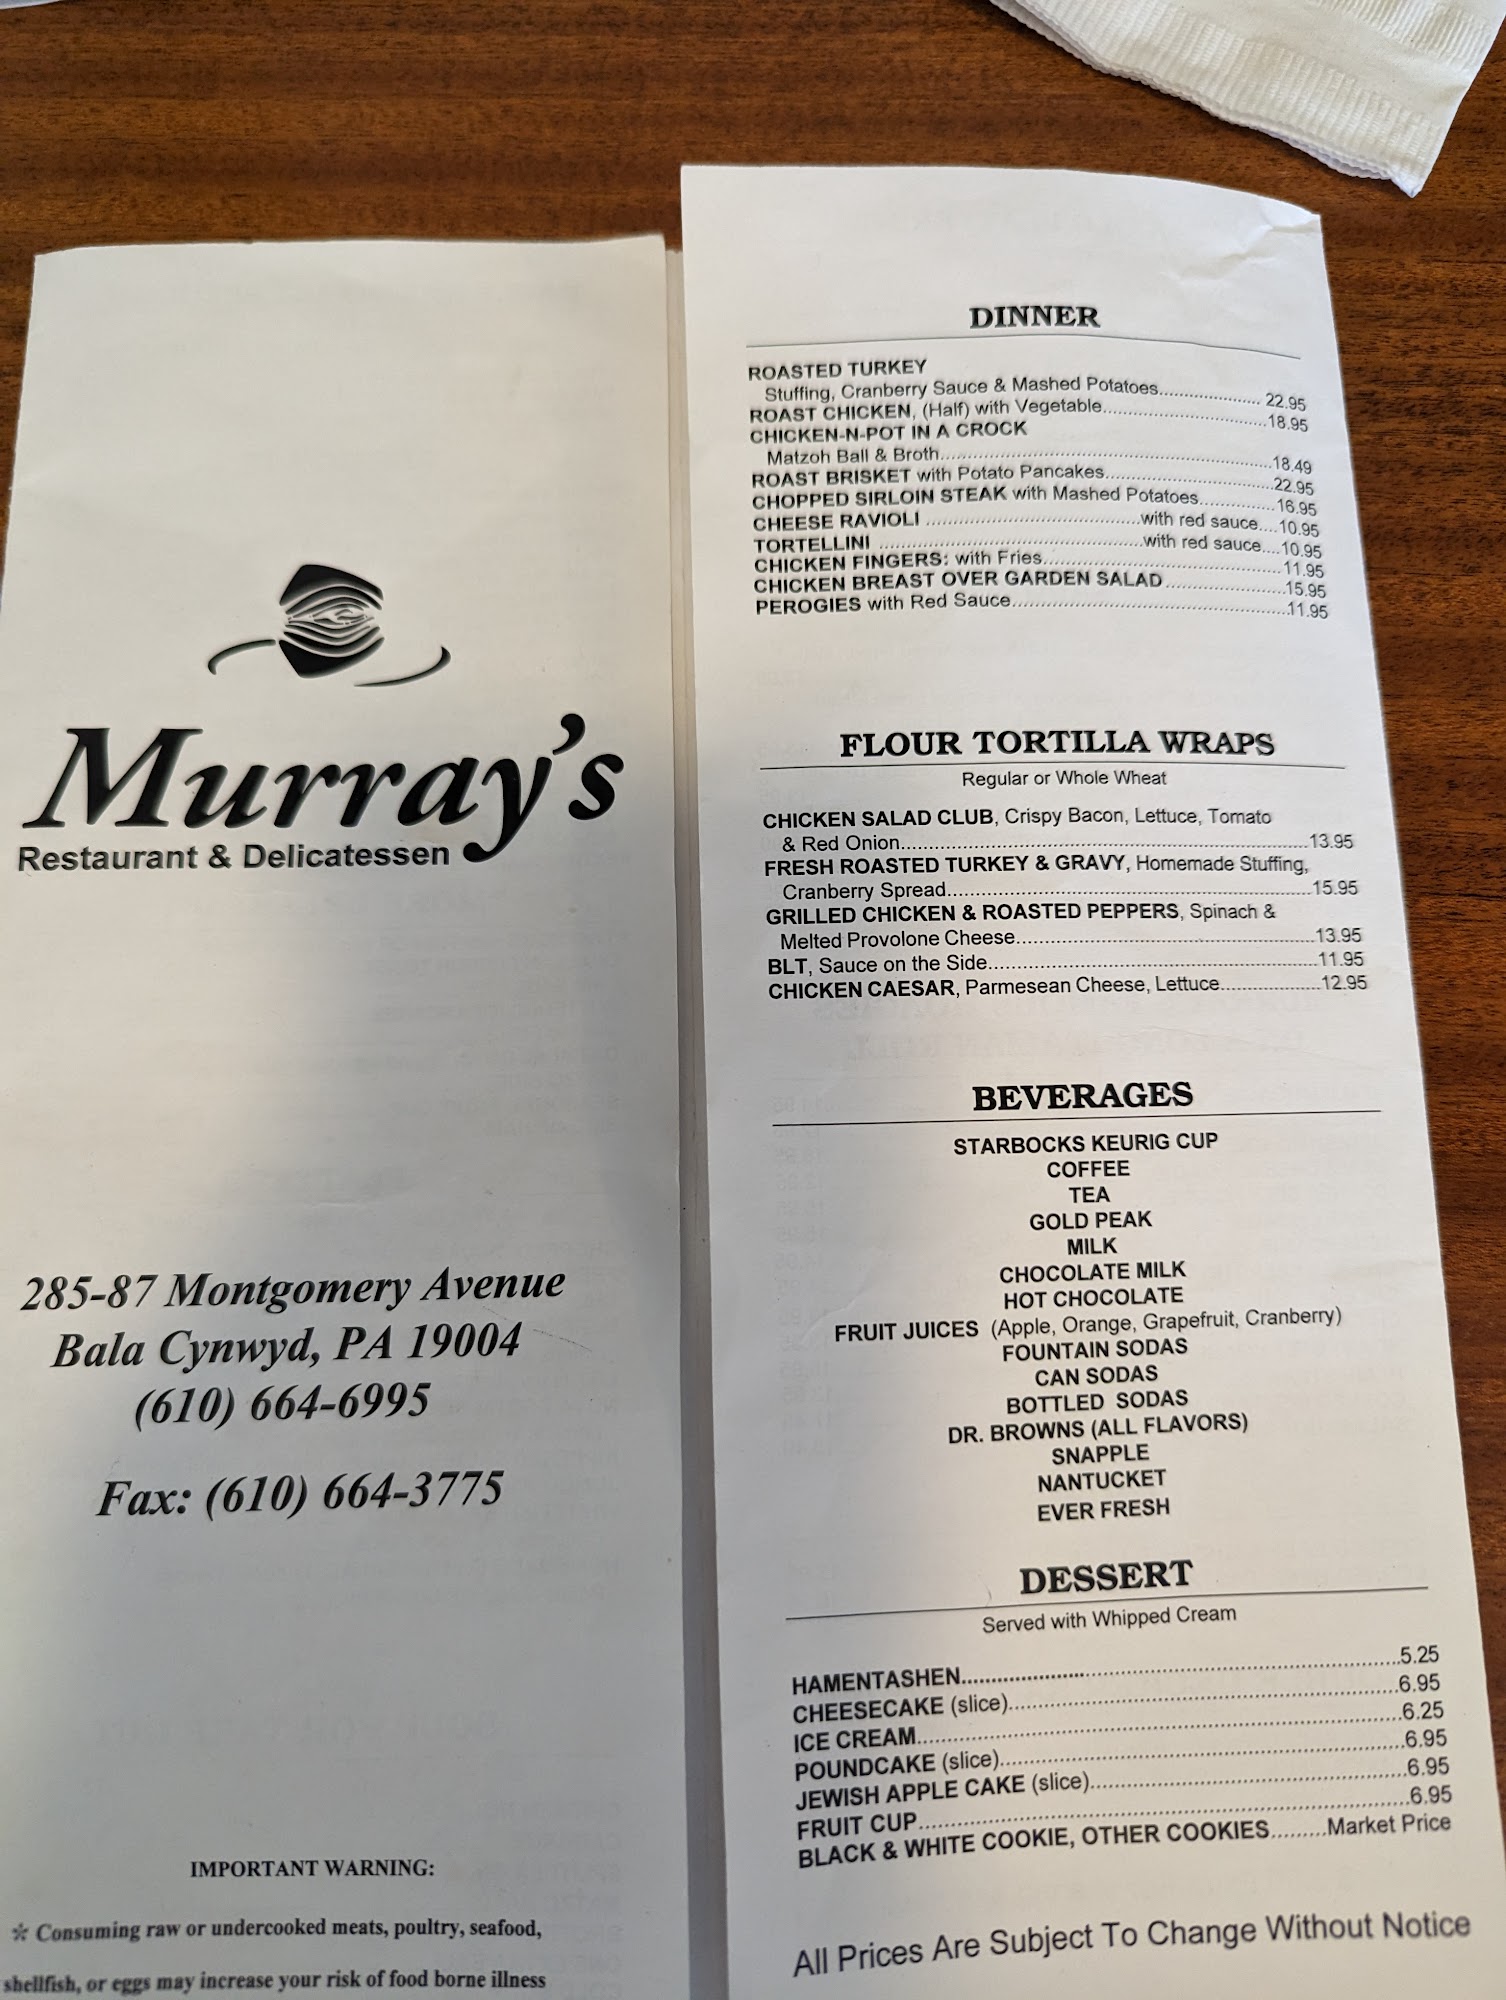 Murray's
Restaurant & Delicatessen
285-87 Montgomery Avenue
Bala Cynwyd, PA 19004
(610) 664-6995
Fax: (610) 664-3775
IMPORTANT WARNING:
* Consuming raw or undercooked meats, poultry, seafood,
shellfish, or eggs may increase your risk of food borne illness
DINNER
ROASTED TURKEY
Stuffing, Cranberry Sauce & Mashed Potatoes.................... 22.95
ROAST CHICKEN, (Half) with Vegetable..............................18.95
CHICKEN-N-POT IN A CROCK
Matzoh Ball & Broth............................................................18.49
ROAST BRISKET with Potato Pancakes..............................22.95
CHOPPED SIRLOIN STEAK with Mashed Potatoes..............16.95
CHEESE RAVIOLI .......................................with red sauce....10.95
TORTELLINI ................................................with red sauce....10.95
CHICKEN FINGERS: with Fries...........................................11.95
CHICKEN BREAST OVER GARDEN SALAD......................15.95
PEROGIES with Red Sauce.................................................11.95
FLOUR TORTILLA WRAPS
Regular or Whole Wheat
CHICKEN SALAD CLUB, Crispy Bacon, Lettuce, Tomato
& Red Onion.........................................................................13.95
FRESH ROASTED TURKEY & GRAVY, Homemade Stuffing,
Cranberry Spread.................................................................15.95
GRILLED CHICKEN & ROASTED PEPPERS, Spinach &
Melted Provolone Cheese.....................................................13.95
BLT, Sauce on the Side.........................................................11.95
CHICKEN CAESAR, Parmesean Cheese, Lettuce.................12.95
BEVERAGES
STARBOCKS KEURIG CUP
COFFEE
TEA
GOLD PEAK
MILK
CHOCOLATE MILK
HOT CHOCOLATE
FRUIT JUICES (Apple, Orange, Grapefruit, Cranberry)
FOUNTAIN SODAS
CAN SODAS
BOTTLED SODAS
DR. BROWNS (ALL FLAVORS)
SNAPPLE
NANTUCKET
EVER FRESH
DESSERT
Served with Whipped Cream
HAMENTASHEN.......................................................................5.25
CHEESECAKE (slice)................................................................6.95
ICE CREAM...............................................................................6.25
POUNDCAKE (slice).................................................................6.95
JEWISH APPLE CAKE (slice)...................................................6.95
FRUIT CUP................................................................................6.95
BLACK & WHITE COOKIE, OTHER COOKIES.........Market Price
All Prices Are Subject To Change Without Notice